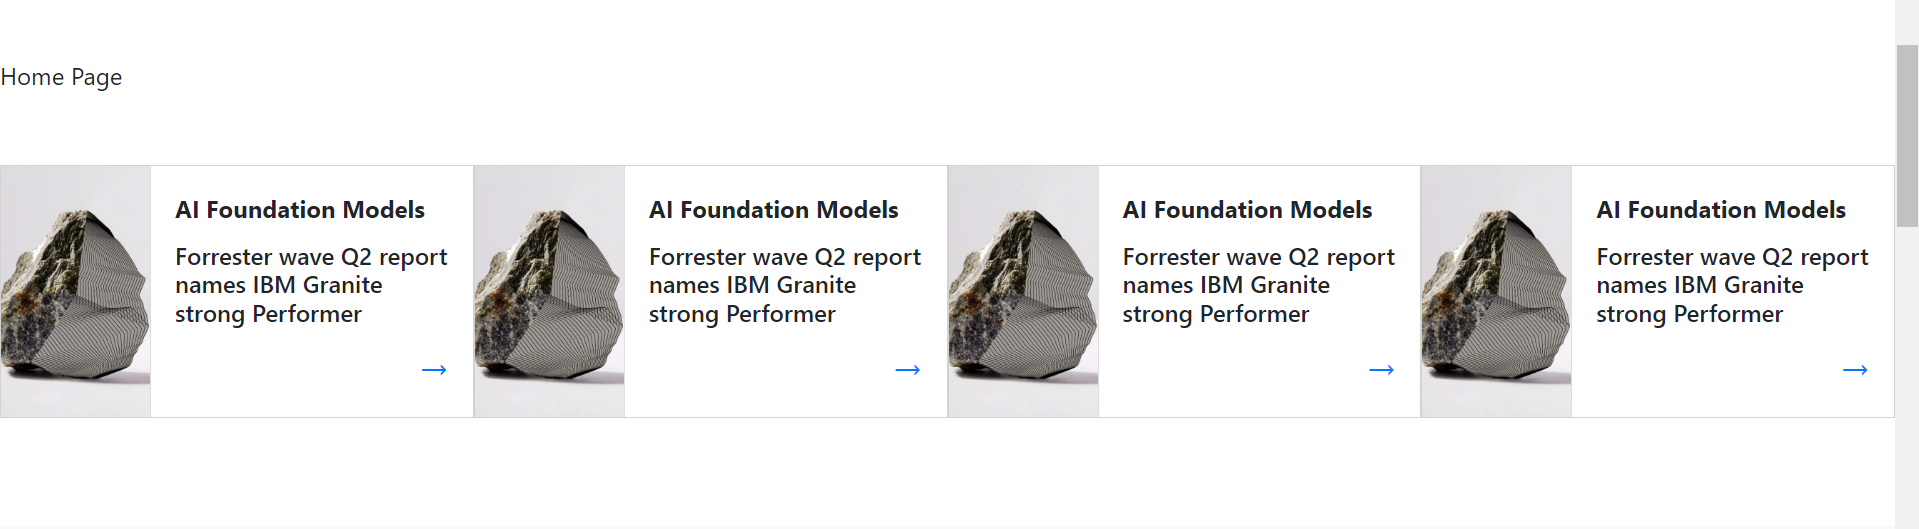 Home Page
AI Foundation Models
Forrester wave Q2 report
names IBM Granite
strong Performer
→
AI Foundation Models
Forrester wave Q2 report
names IBM Granite
strong Performer
→
AI Foundation Models
Forrester wave Q2 report
names IBM Granite
strong Performer
→
AI Foundation Models
Forrester wave Q2 report
names IBM Granite
strong Performer
→